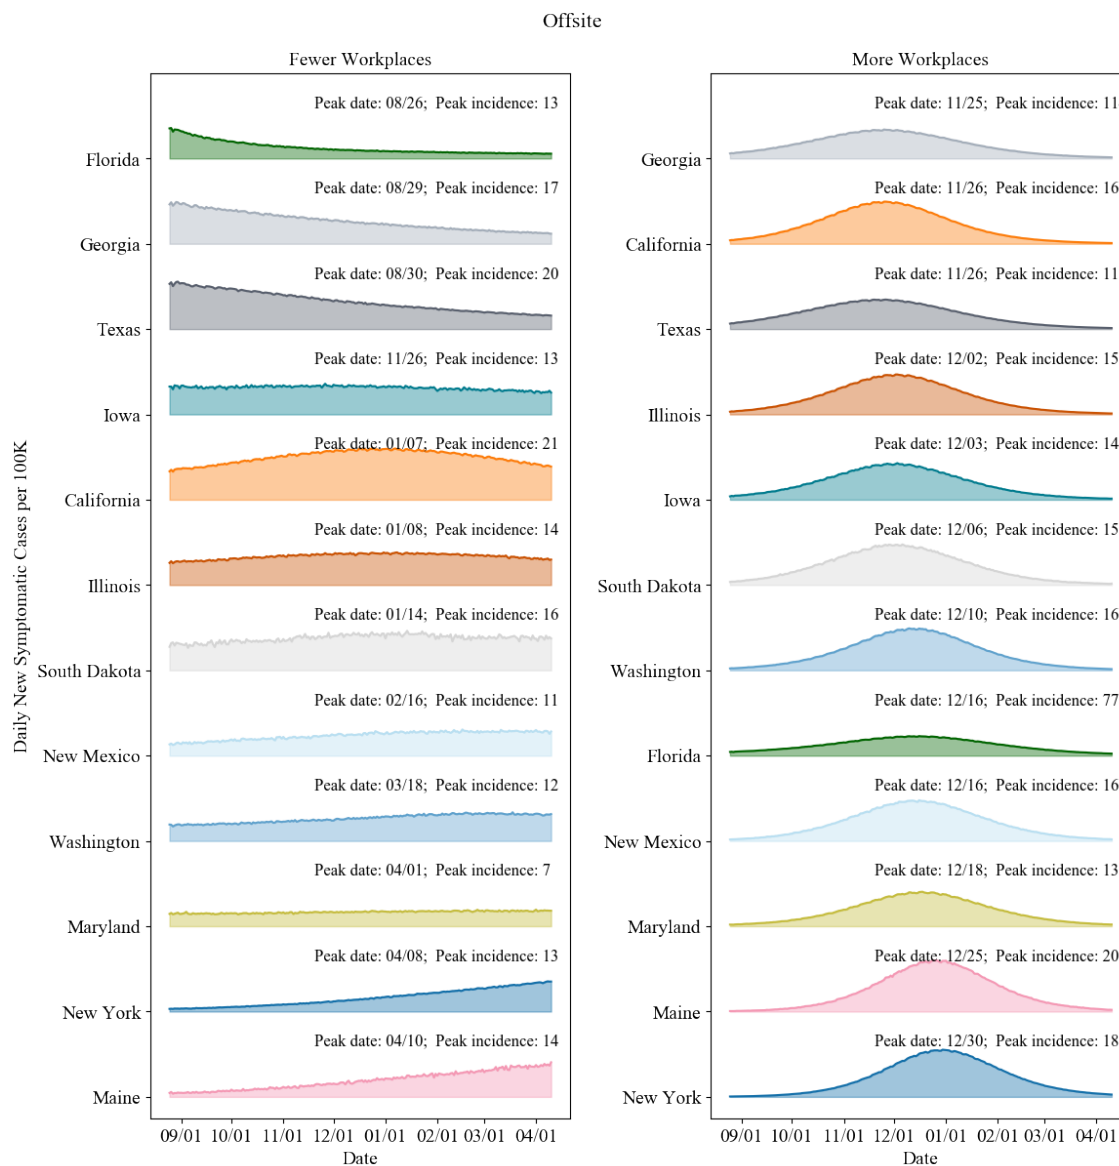 Offsite
Fewer Workplaces
Daily New Symptomatic Cases per 100K
Peak date: 08/26;  Peak incidence: 13
Florida
Peak date: 08/29;  Peak incidence: 17
Georgia
Peak date: 08/30;  Peak incidence: 20
Texas
Peak date: 11/26;  Peak incidence: 13
Iowa
Peak date: 01/07;  Peak incidence: 21
California
Peak date: 01/08;  Peak incidence: 14
Illinois
Peak date: 01/14;  Peak incidence: 16
South Dakota
Peak date: 02/16;  Peak incidence: 11
New Mexico
Peak date: 03/18;  Peak incidence: 12
Washington
Peak date: 04/01;  Peak incidence: 7
Maryland
Peak date: 04/08;  Peak incidence: 13
New York
Peak date: 04/10;  Peak incidence: 14
Maine
09/01 10/01 11/01 12/01 01/01 02/01 03/01 04/01
Date
More Workplaces
Peak date: 11/25;  Peak incidence: 11
Georgia
Peak date: 11/26;  Peak incidence: 16
California
Peak date: 11/26;  Peak incidence: 11
Texas
Peak date: 12/02;  Peak incidence: 15
Illinois
Peak date: 12/03;  Peak incidence: 14
Iowa
Peak date: 12/06;  Peak incidence: 15
South Dakota
Peak date: 12/10;  Peak incidence: 16
Washington
Peak date: 12/16;  Peak incidence: 77
Florida
Peak date: 12/16;  Peak incidence: 16
New Mexico
Peak date: 12/18;  Peak incidence: 13
Maryland
Peak date: 12/25;  Peak incidence: 20
Maine
Peak date: 12/30;  Peak incidence: 18
New York
09/01 10/01 11/01 12/01 01/01 02/01 03/01 04/01
Date